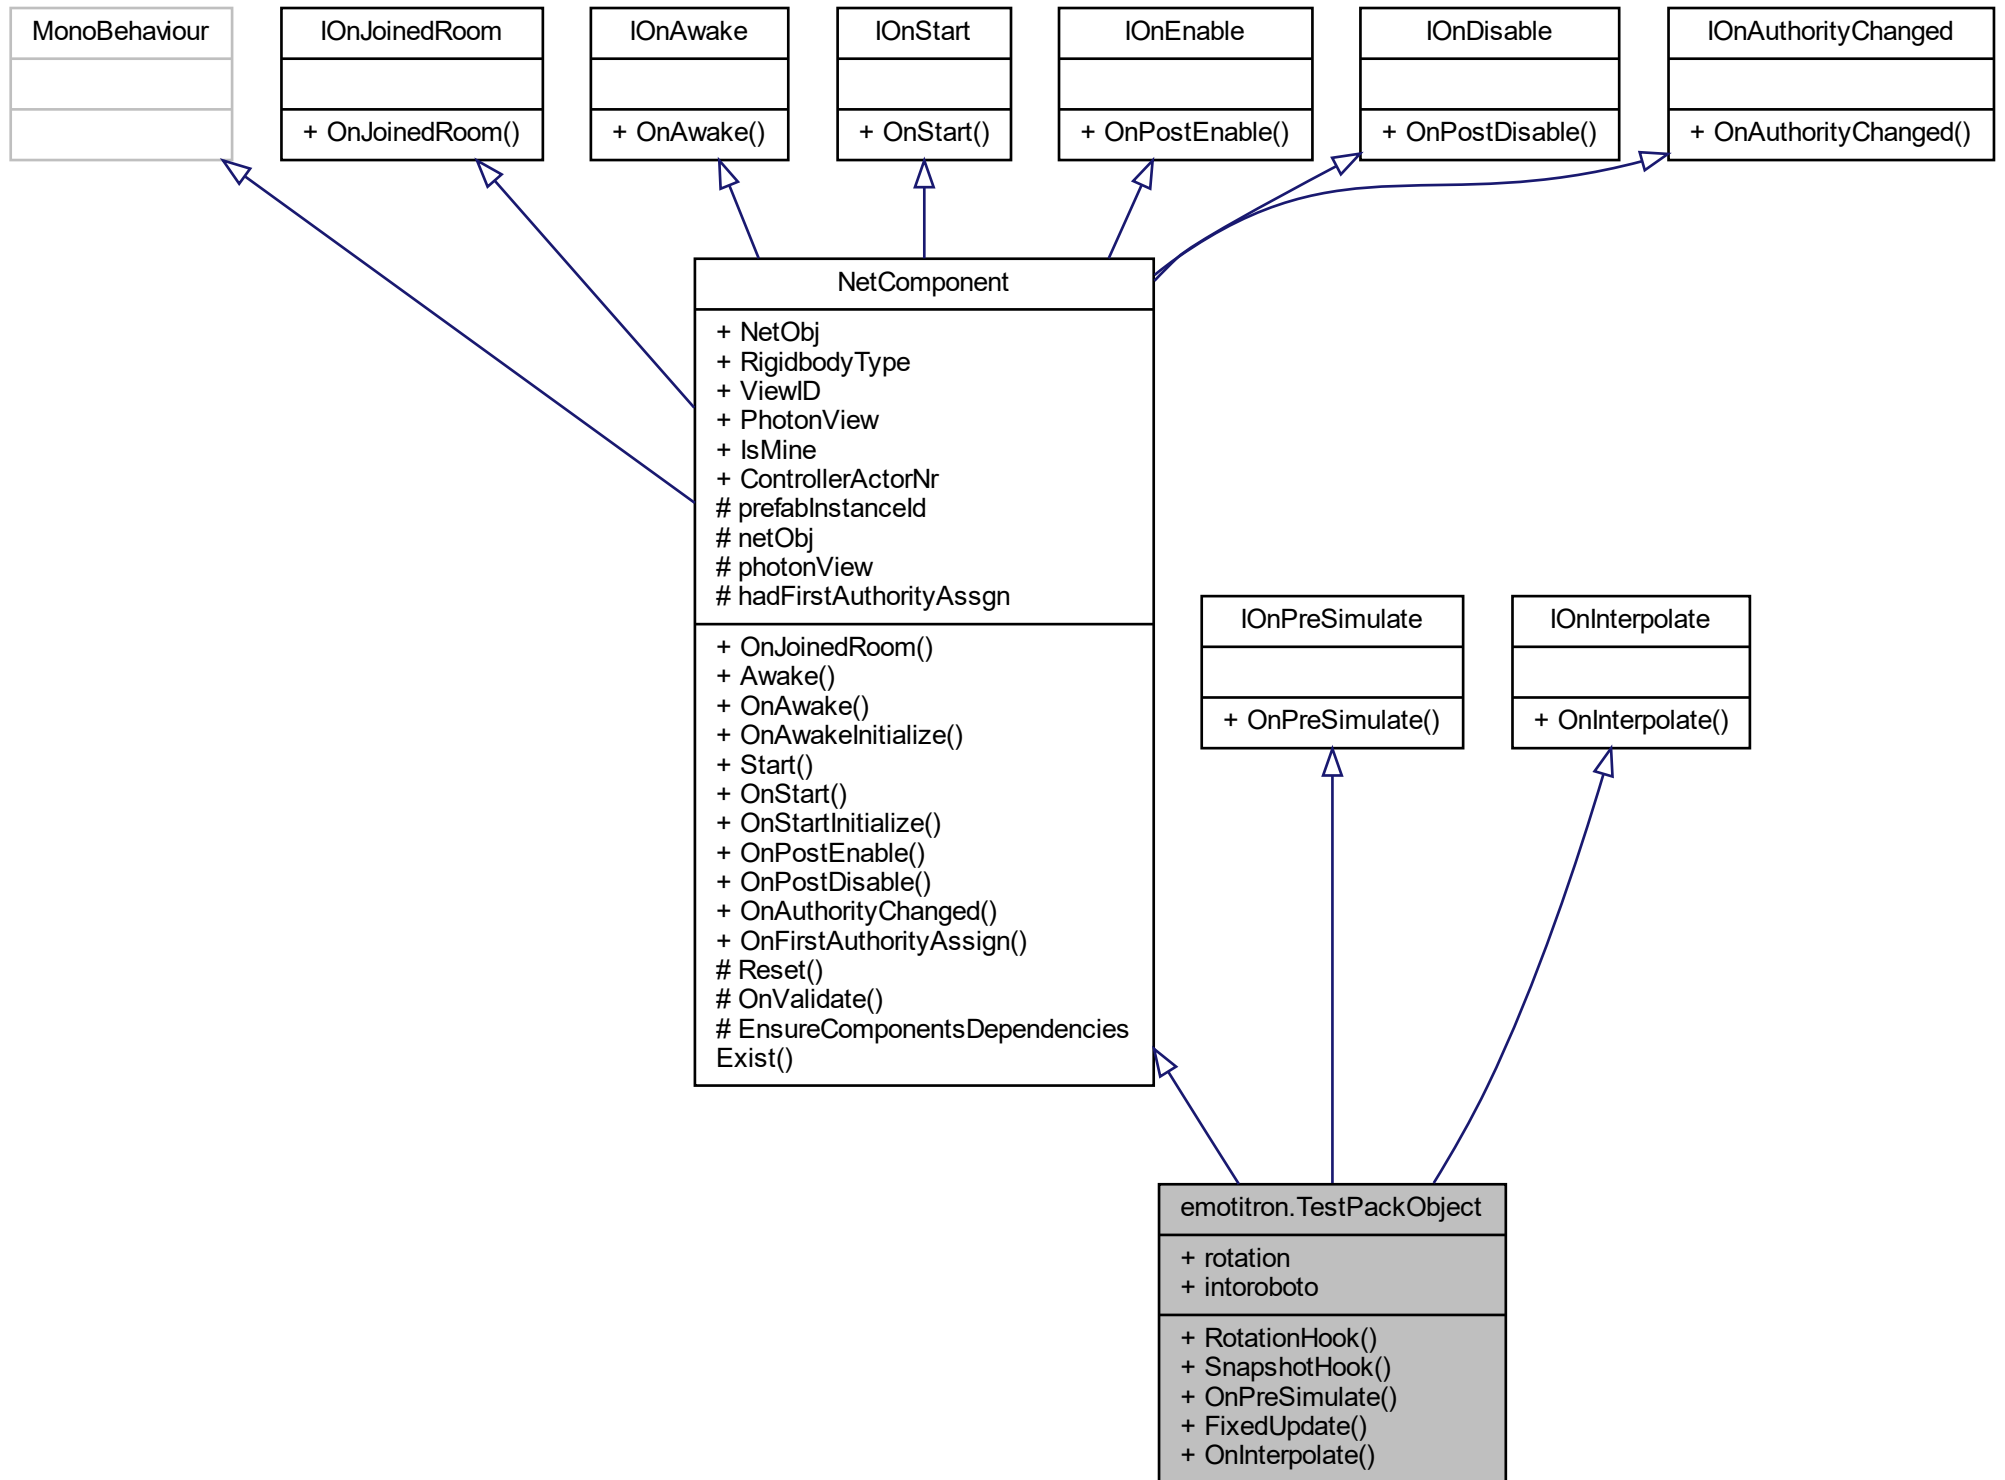 MonoBehaviour
IOnJoinedRoom
+ OnJoinedRoom()
IOnAwake
+ OnAwake()
IOnStart
+ OnStart()
IOnEnable
+ OnPostEnable()
IOnDisable
+ OnPostDisable()
IOnAuthorityChanged
+ OnAuthorityChanged()
NetComponent
+ NetObj
+ RigidbodyType
+ ViewID
+ PhotonView
+ IsMine
+ ControllerActorNr
# prefabInstanceId
# netObj
# photonView
# hadFirstAuthorityAssgn
+ OnJoinedRoom()
+ Awake()
+ OnAwake()
+ OnAwakeInitialize()
+ Start()
+ OnStart()
+ OnStartInitialize()
+ OnPostEnable()
+ OnPostDisable()
+ OnAuthorityChanged()
+ OnFirstAuthorityAssign()
# Reset()
# OnValidate()
# EnsureComponentsDependencies
Exist()
IOnPreSimulate
+ OnPreSimulate()
IOnInterpolate
+ OnInterpolate()
emotitron.TestPackObject
+ rotation
+ intoroboto
+ RotationHook()
+ SnapshotHook()
+ OnPreSimulate()
+ FixedUpdate()
+ OnInterpolate()